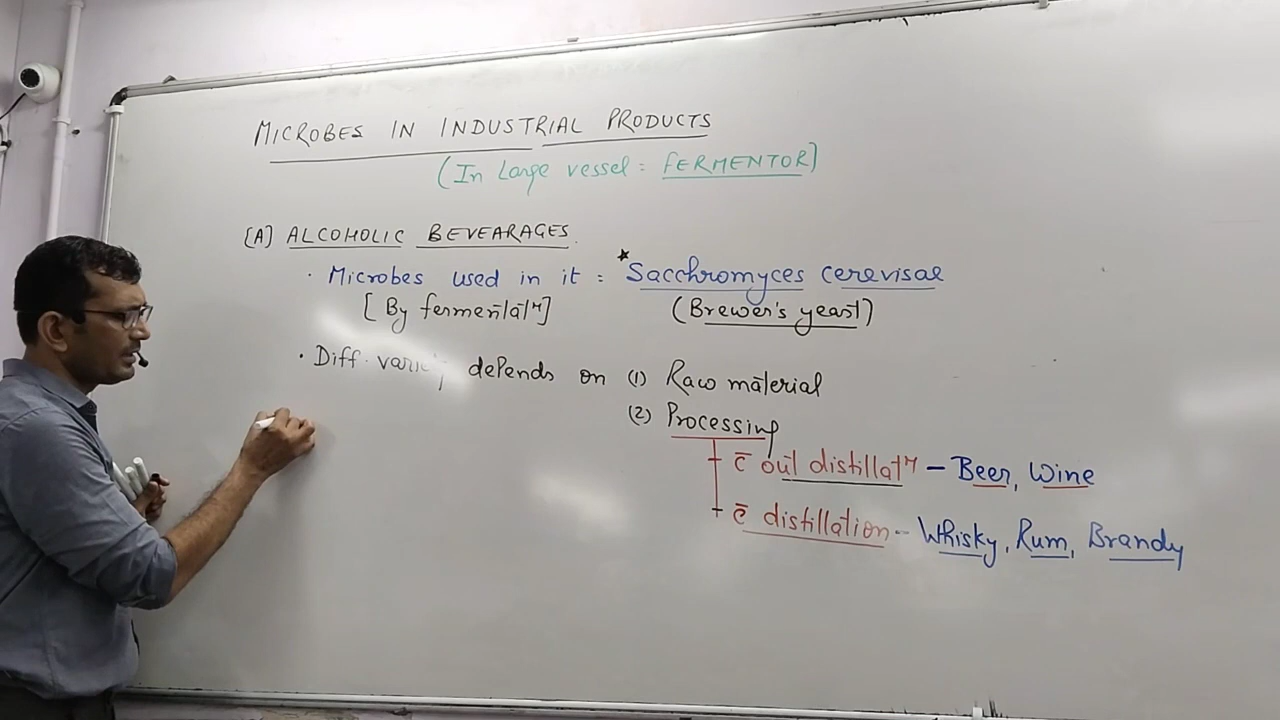 MICROBES IN INDUSTRIAL PRODUCTS
(In Large vessel = FERMENTOR)
[A] ALCOHOLIC BEVEARAGES.
· Microbes used in it = *Sacchromyces cerevisae
[By fermentatⁿ] (Brewer's yeast)
· Diff. depends on (1) Raw material
(2) Processing
c̄ out distillatⁿ – Beer, Wine
c̄ distillation – Whisky, Rum, Brandy